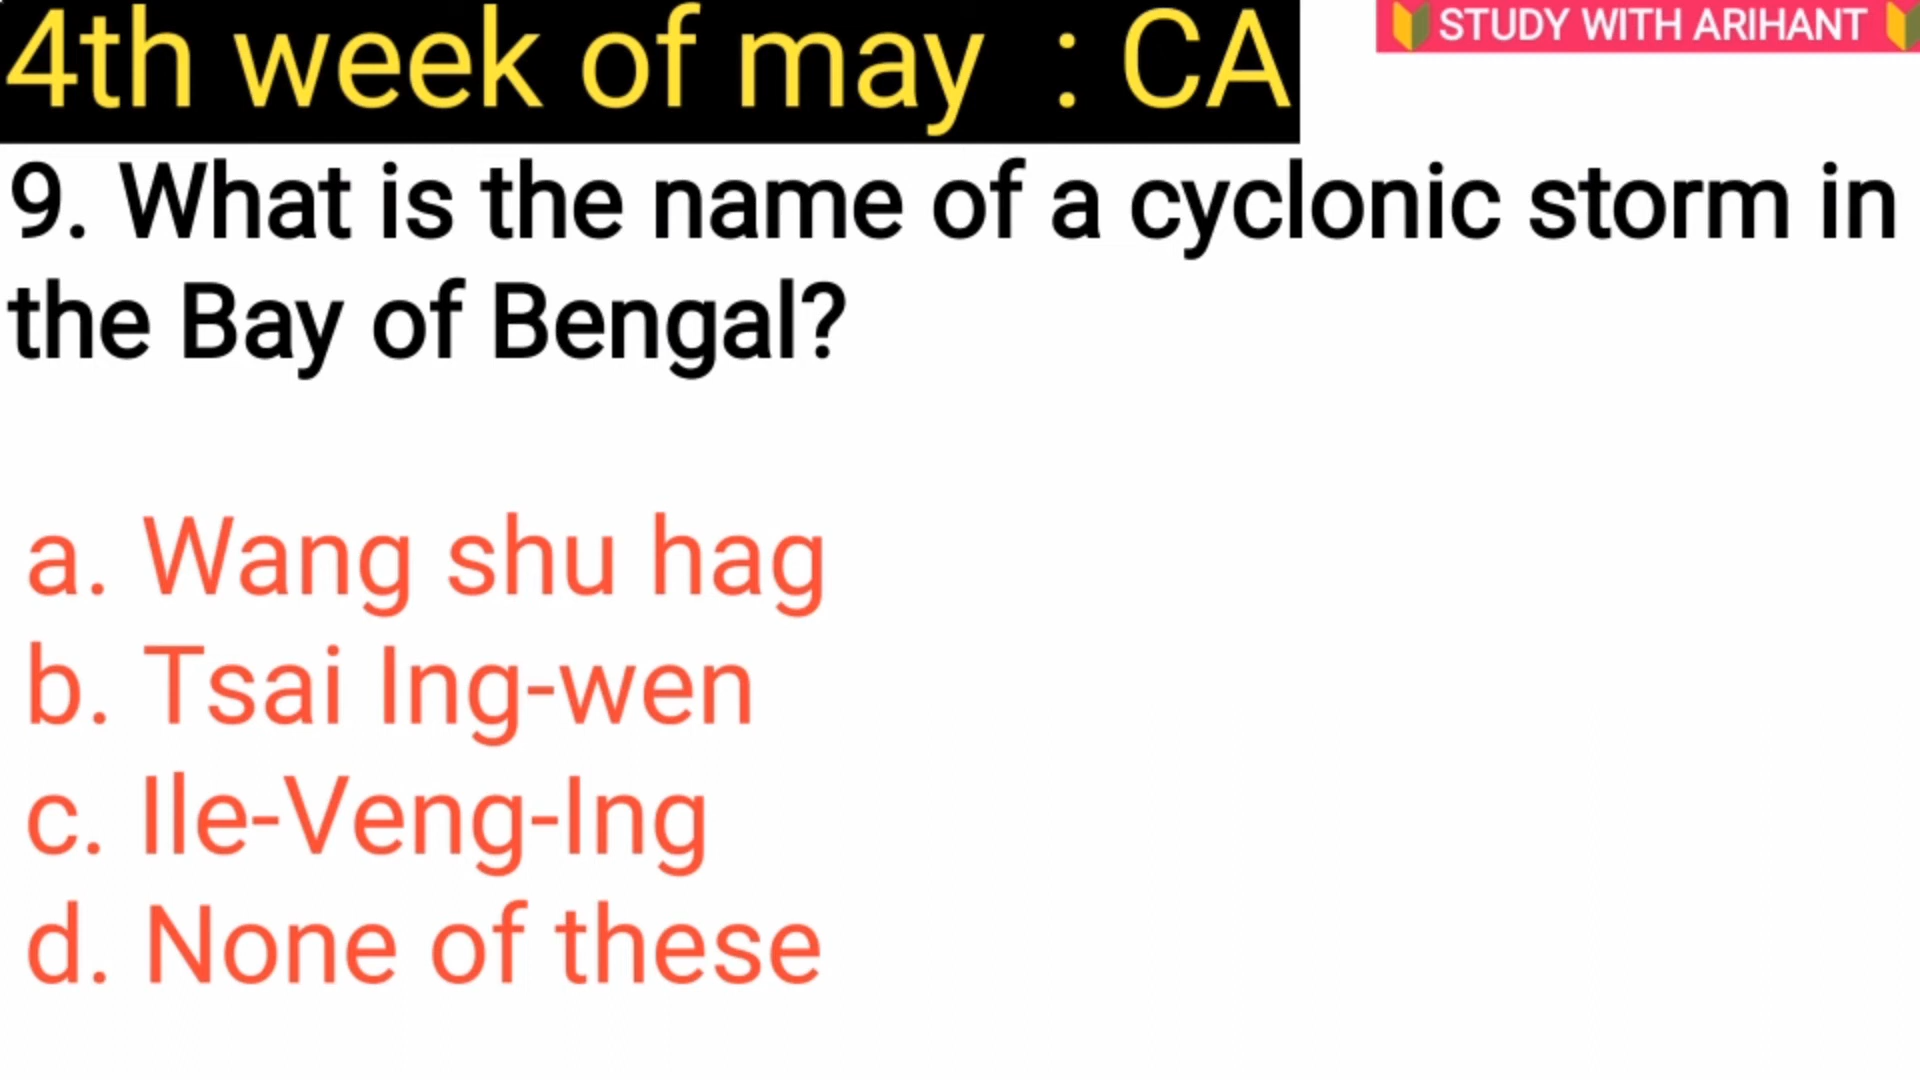 4th week of may : CA
🔰 STUDY WITH ARIHANT 🔰
9. What is the name of a cyclonic storm in
the Bay of Bengal?
a. Wang shu hag
b. Tsai Ing-wen
c. Ile-Veng-Ing
d. None of these